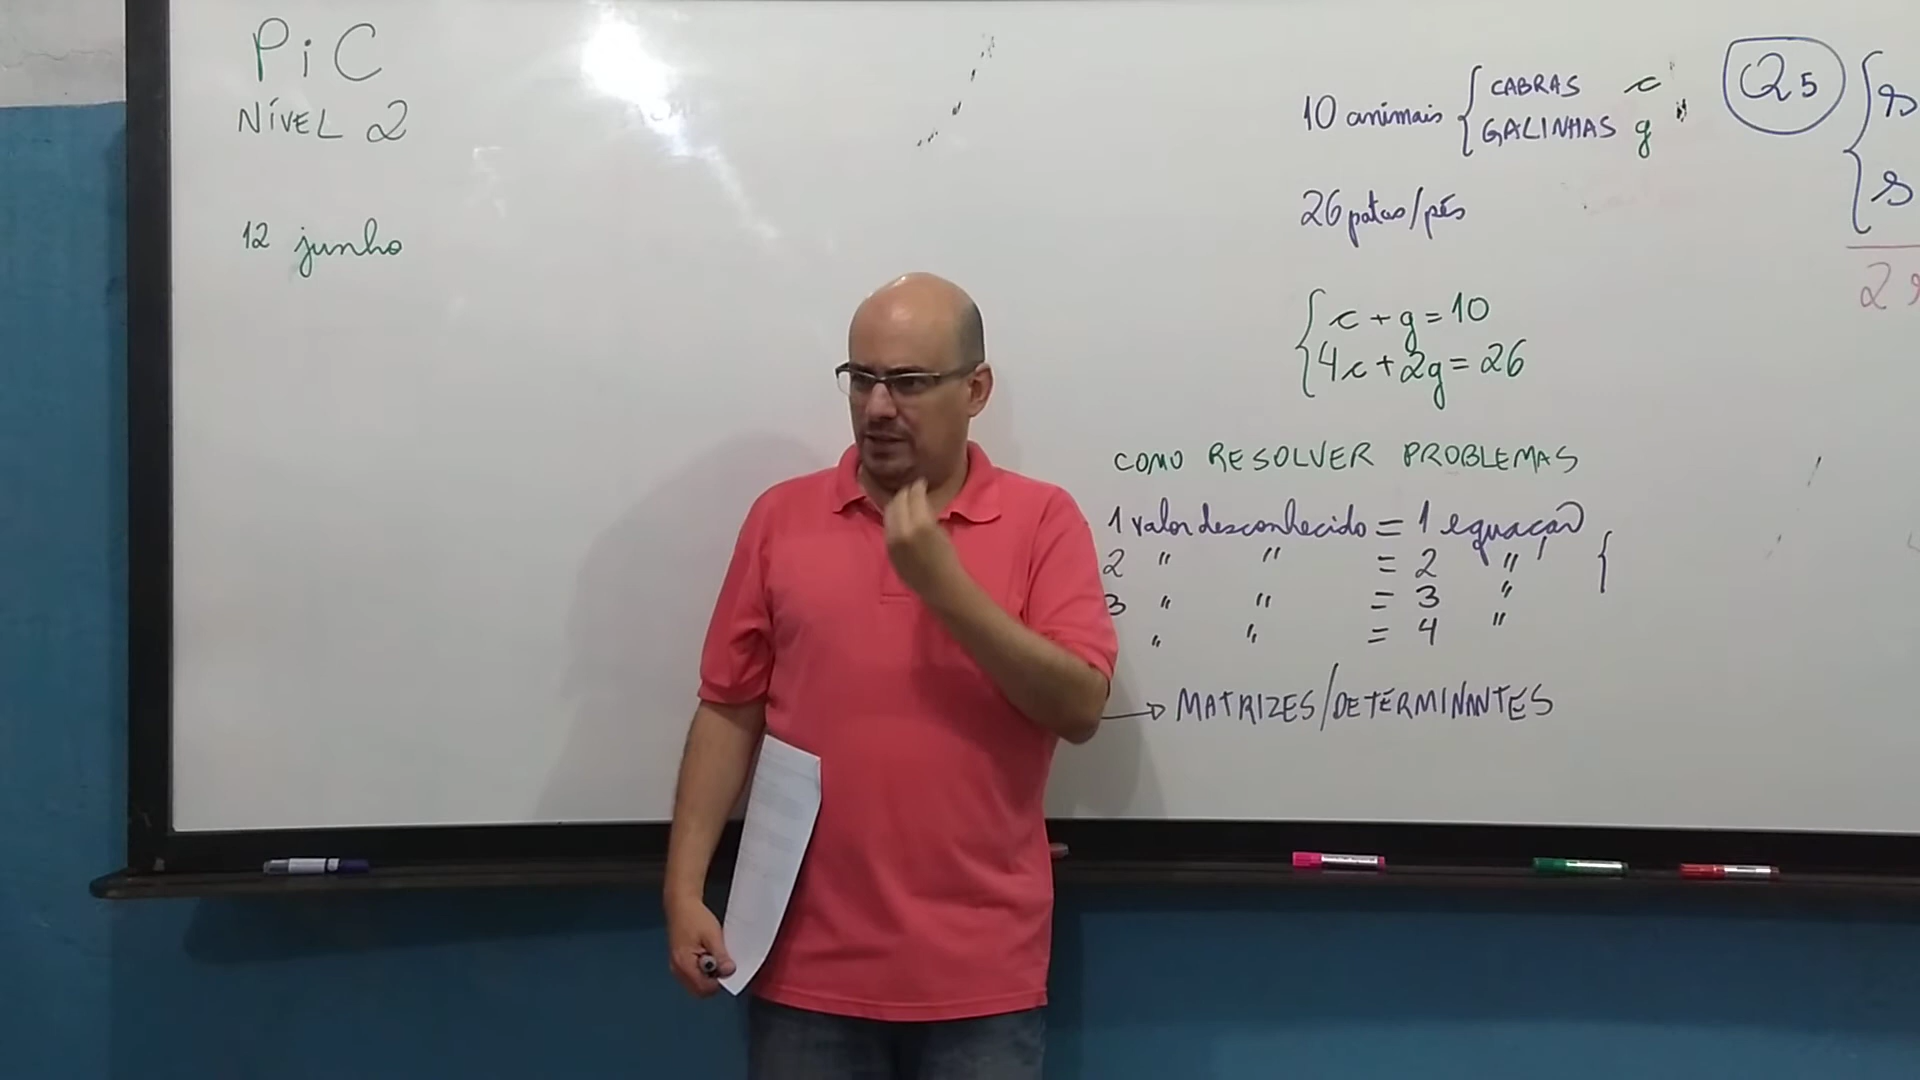 PiC
NÍVEL 2
12 junho
10 animais { CABRAS c
GALINHAS g
26 patas/pés
{ c + g = 10
4c + 2g = 26
COMO RESOLVER PROBLEMAS
1 valor desconhecido = 1 equação
2 " " = 2 " {
3 " " = 3 "
" " = 4 "
→ MATRIZES/DETERMINANTES
Q5
2